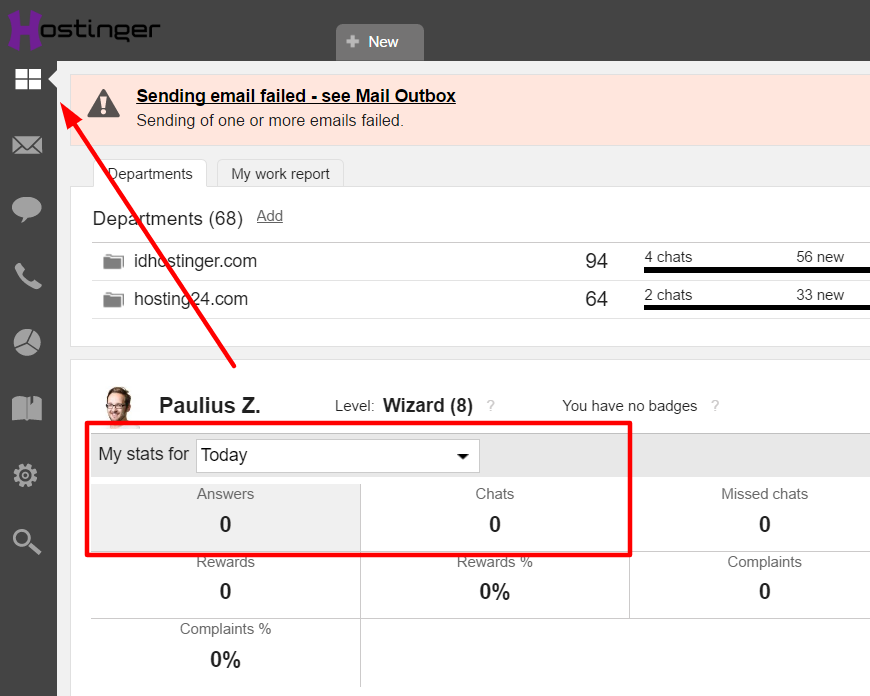 Hostinger
New
Sending email failed - see Mail Outbox
Sending of one or more emails failed.
Departments My work report
Departments (68) Add
idhostinger.com 94 4 chats 56 new
hosting24.com 64 2 chats 33 new
Paulius Z. Level: Wizard (8) ? You have no badges ?
My stats for Today
Answers Chats Missed chats
0 0 0
Rewards Rewards % Complaints
0 0% 0
Complaints %
0%